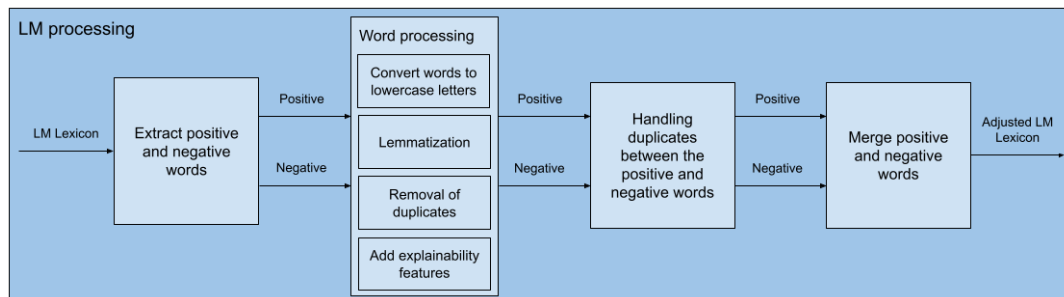 LM processing
LM Lexicon
Extract positive
and negative
words
Positive
Negative
Word processing
Convert words to
lowercase letters
Lemmatization
Removal of
duplicates
Add explainability
features
Positive
Negative
Handling
duplicates
between the
positive and
negative words
Positive
Negative
Merge positive
and negative
words
Adjusted LM
Lexicon